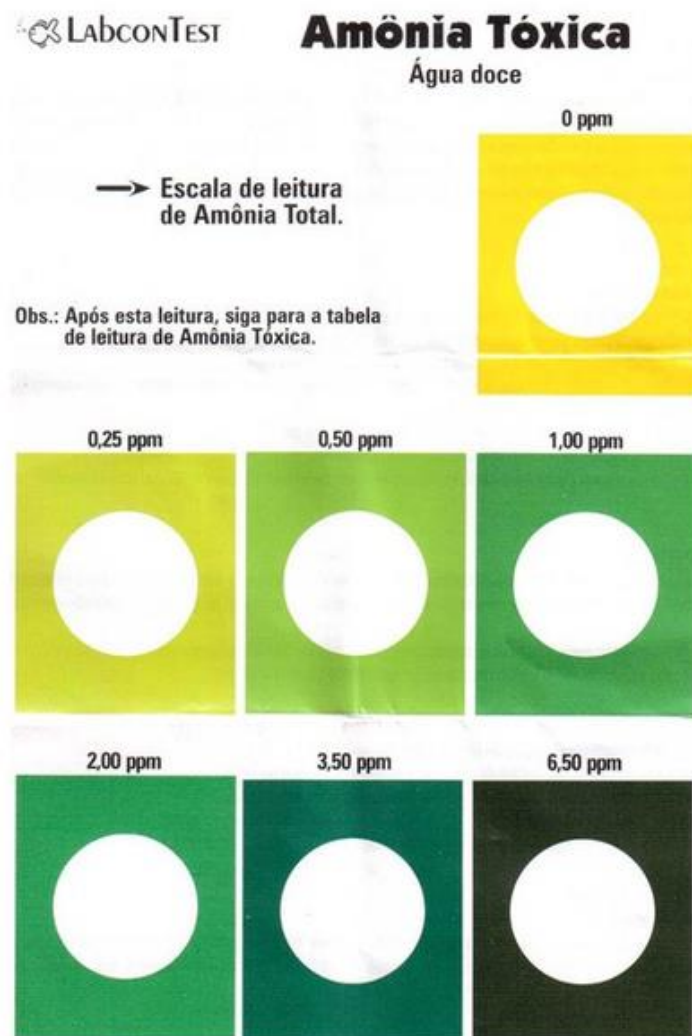 LABCONTEST
Amônia Tóxica
Água doce
0 ppm
Escala de leitura
de Amônia Total.
Obs.: Após esta leitura, siga para a tabela
de leitura de Amônia Tóxica.
0,25 ppm
0,50 ppm
1,00 ppm
2,00 ppm
3,50 ppm
6,50 ppm